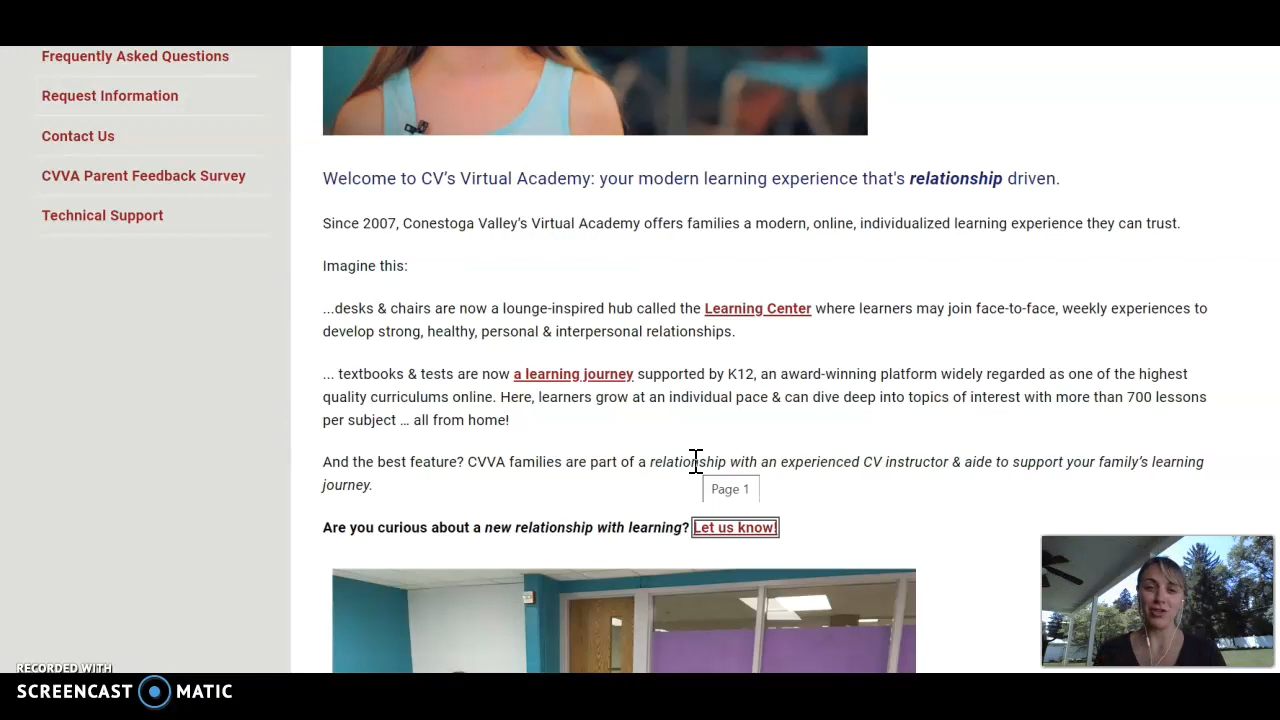 Frequently Asked Questions
Request Information
Contact Us
CVVA Parent Feedback Survey
Technical Support
Welcome to CV’s Virtual Academy: your modern learning experience that's relationship driven.
Since 2007, Conestoga Valley’s Virtual Academy offers families a modern, online, individualized learning experience they can trust.
Imagine this:
...desks & chairs are now a lounge-inspired hub called the Learning Center where learners may join face-to-face, weekly experiences to
develop strong, healthy, personal & interpersonal relationships.
... textbooks & tests are now a learning journey supported by K12, an award-winning platform widely regarded as one of the highest
quality curriculums online. Here, learners grow at an individual pace & can dive deep into topics of interest with more than 700 lessons
per subject … all from home!
And the best feature? CVVA families are part of a relationship with an experienced CV instructor & aide to support your family’s learning
journey.
Page 1
Are you curious about a new relationship with learning? Let us know!
RECORDED WITH
SCREENCAST MATIC